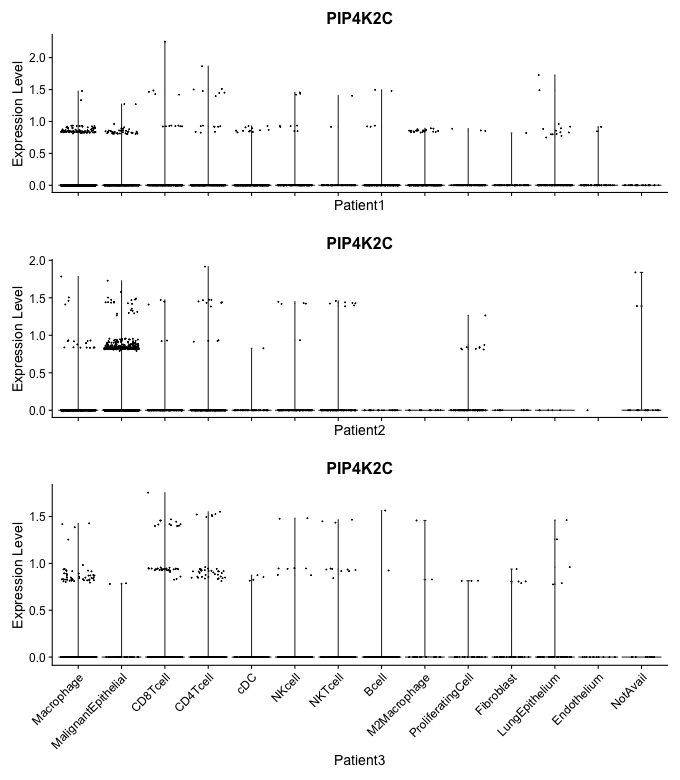 PIP4K2C
Expression Level
2.0
1.5
1.0
0.5
0.0
Patient1
PIP4K2C
Expression Level
2.0
1.5
1.0
0.5
0.0
Patient2
PIP4K2C
Expression Level
1.5
1.0
0.5
0.0
Macrophage
MalignantEpithelial
CD8Tcell
CD4Tcell
cDC
NKcell
NKTcell
Bcell
M2Macrophage
ProliferatingCell
Fibroblast
LungEpithelium
Endothelium
NotAvail
Patient3